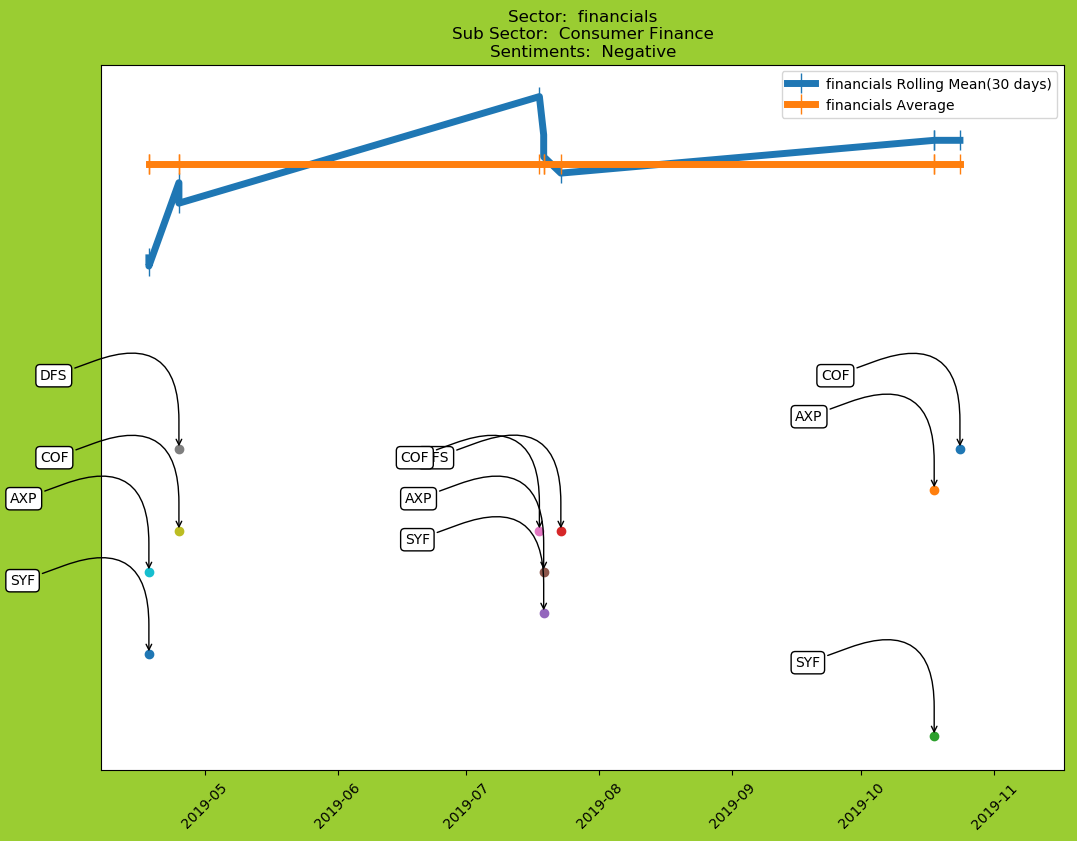 Sector:  financials
Sub Sector:  Consumer Finance
Sentiments:  Negative
financials Rolling Mean(30 days)
financials Average
DFS
COF
COF
AXP
COF
FS
AXP
AXP
SYF
SYF
SYF
2019-05
2019-06
2019-07
2019-08
2019-09
2019-10
2019-11